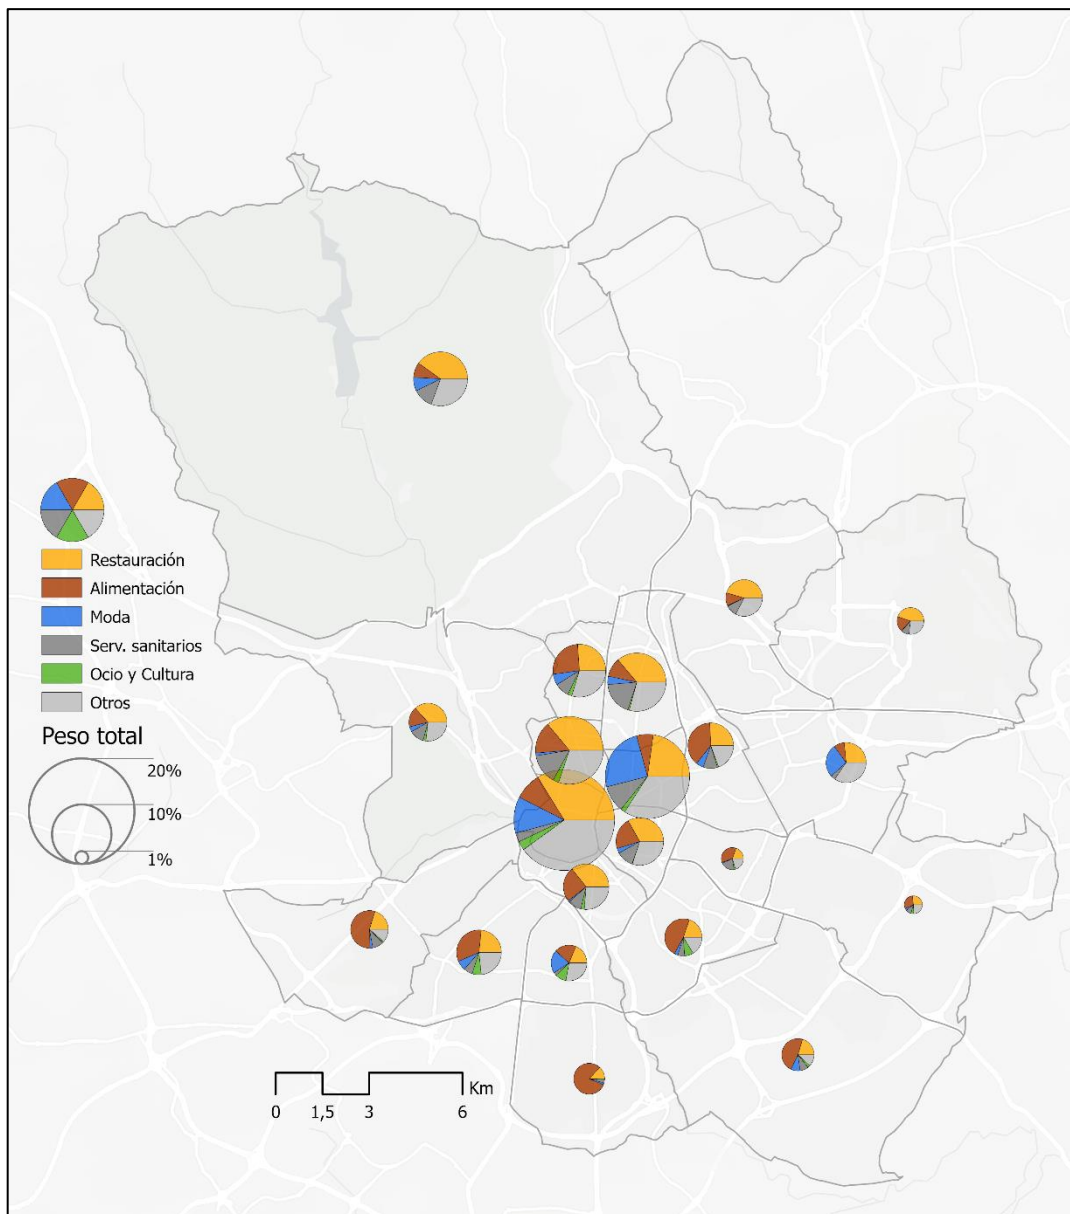 Restauración
Alimentación
Moda
Serv. sanitarios
Ocio y Cultura
Otros
Peso total
20%
10%
1%
Km
0 1,5 3 6